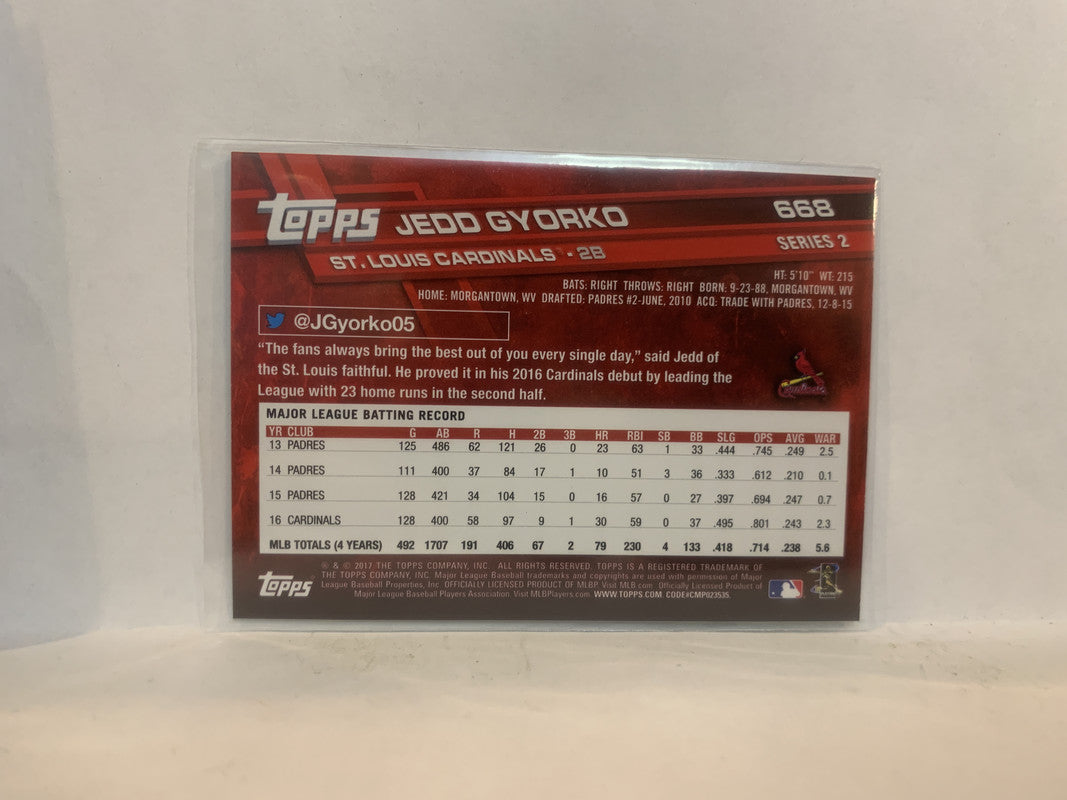 TOPPS JEDD GYORKO 668
ST. LOUIS CARDINALS® - 2B SERIES 2
HT: 5'10" WT: 215
BATS: RIGHT THROWS: RIGHT BORN: 9-23-88, MORGANTOWN, WV
HOME: MORGANTOWN, WV DRAFTED: PADRES #2-JUNE, 2010 ACQ: TRADE WITH PADRES, 12-8-15
@JGyorko05
“The fans always bring the best out of you every single day,” said Jedd of
the St. Louis faithful. He proved it in his 2016 Cardinals debut by leading the
League with 23 home runs in the second half.
Cardinals
MAJOR LEAGUE BATTING RECORD
YR CLUB G AB R H 2B 3B HR RBI SB BB SLG OPS AVG WAR
13 PADRES 125 486 62 121 26 0 23 63 1 33 .444 .745 .249 2.5
14 PADRES 111 400 37 84 17 1 10 51 3 36 .333 .612 .210 0.1
15 PADRES 128 421 34 104 15 0 16 57 0 27 .397 .694 .247 0.7
16 CARDINALS 128 400 58 97 9 1 30 59 0 37 .495 .801 .243 2.3
MLB TOTALS (4 YEARS) 492 1707 191 406 67 2 79 230 4 133 .418 .714 .238 5.6
® & © 2017 THE TOPPS COMPANY, INC. ALL RIGHTS RESERVED. TOPPS IS A REGISTERED TRADEMARK OF
THE TOPPS COMPANY, INC. Major League Baseball trademarks and copyrights are used with permission of Major
League Baseball Properties, Inc. OFFICIALLY LICENSED PRODUCT OF MLBP. Visit MLB.com. Officially Licensed Product of
Major League Baseball Players Association. Visit MLBPlayers.com. WWW.TOPPS.COM CODE#CMP023535.
TOPPS